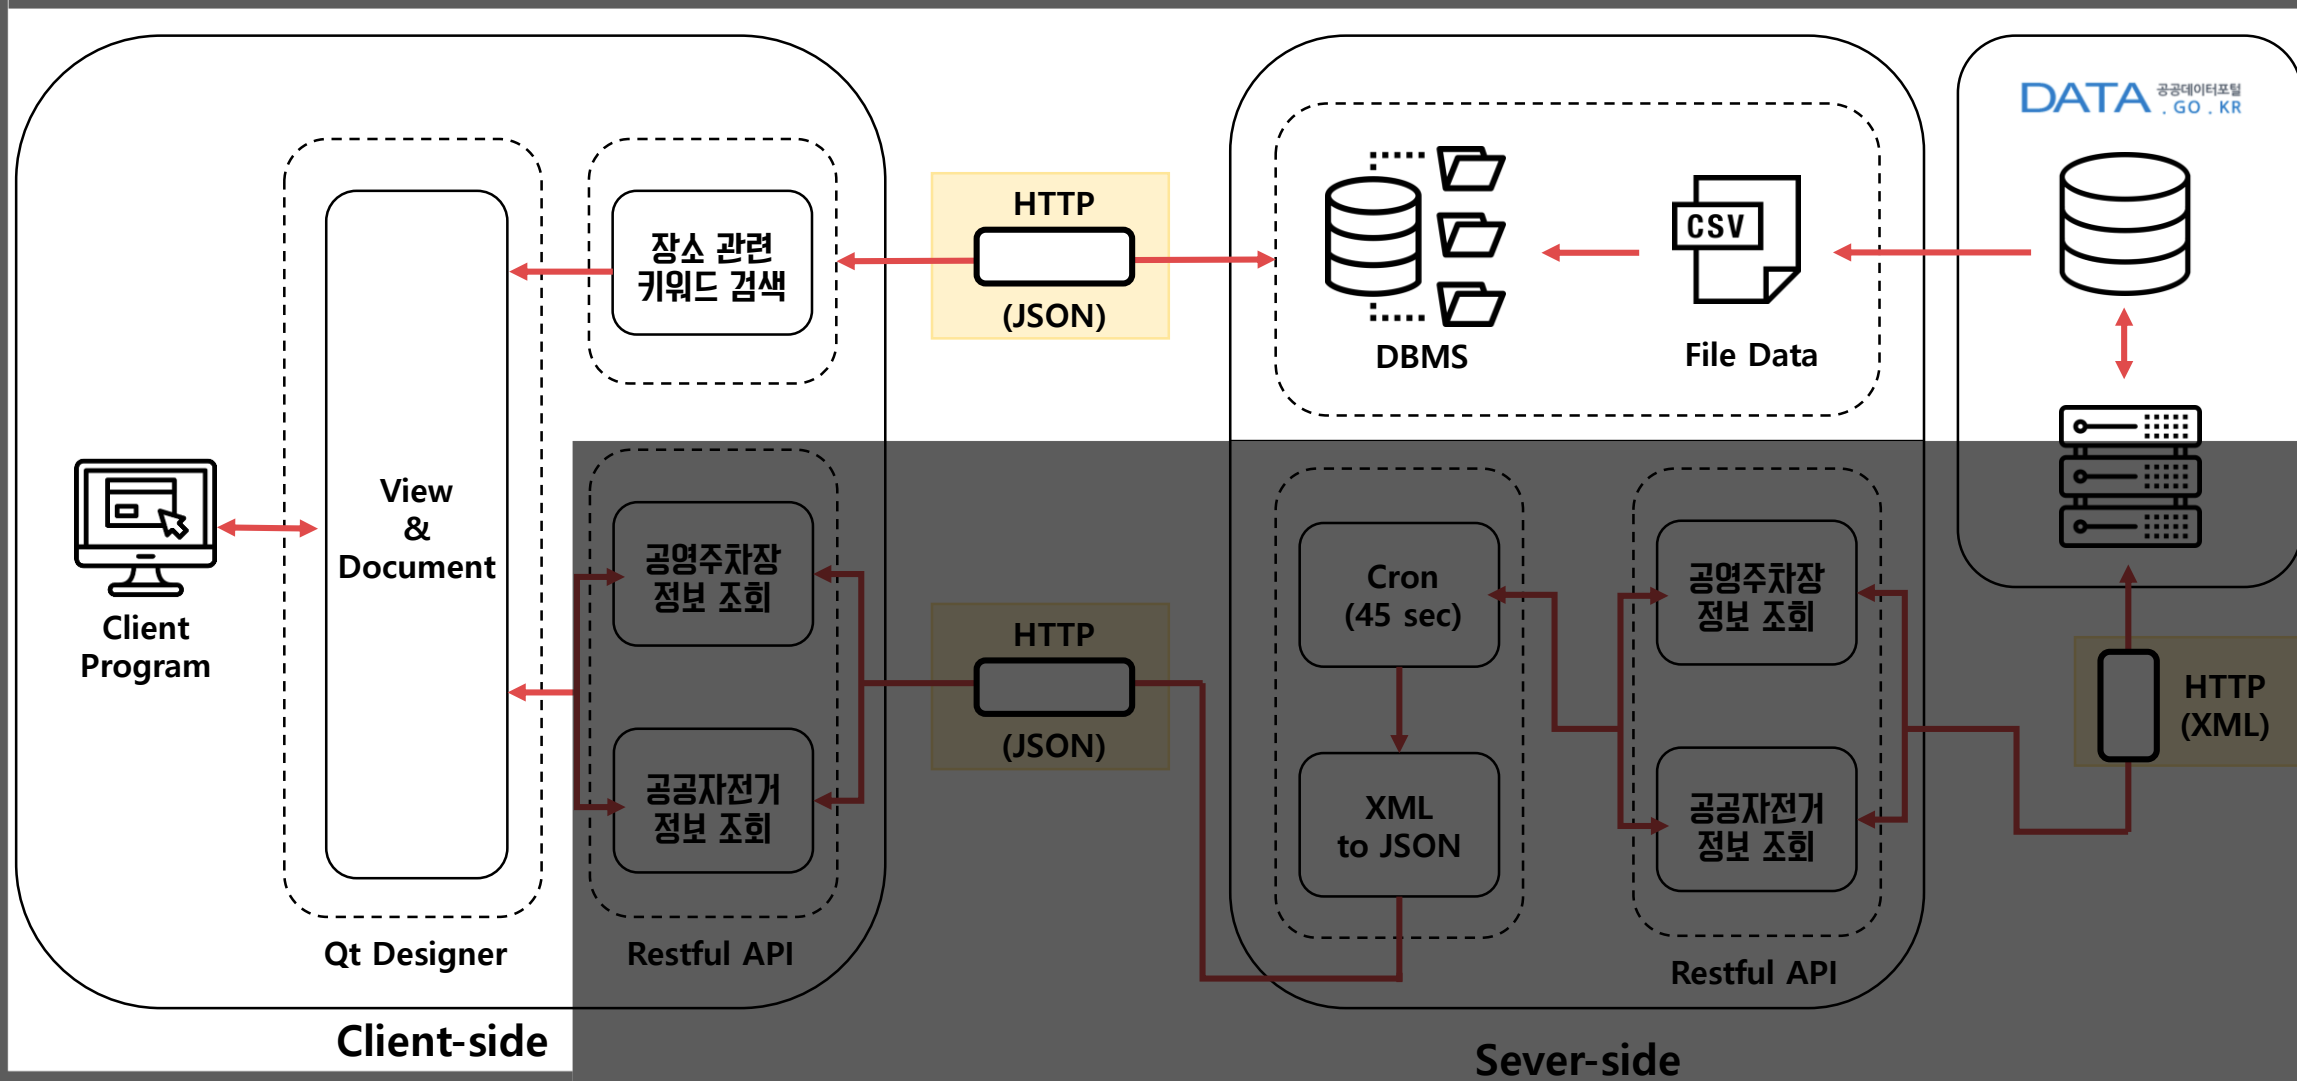 DATA 공공데이터포털
. GO . KR
HTTP
(JSON)
장소 관련
키워드 검색
CSV
DBMS
File Data
View
&
Document
Client
Program
공영주차장
정보 조회
공공자전거
정보 조회
HTTP
(JSON)
Cron
(45 sec)
XML
to JSON
공영주차장
정보 조회
공공자전거
정보 조회
HTTP
(XML)
Qt Designer
Restful API
Restful API
Client-side
Sever-side